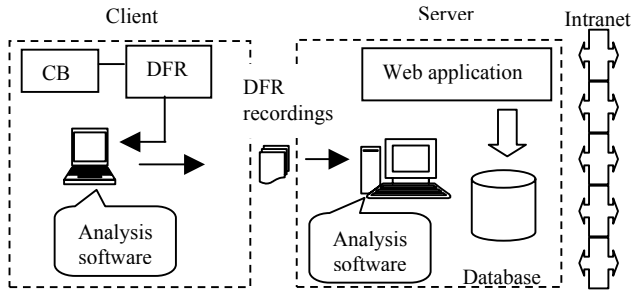 Client
Server
Intranet
CB
DFR
DFR
recordings
Web application
Analysis
software
Analysis
software
Database